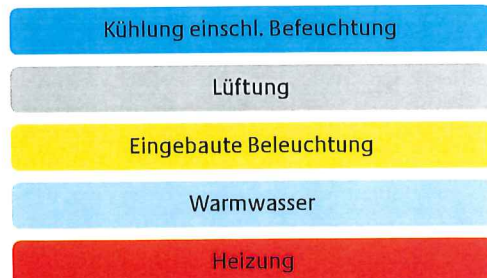 Kühlung einschl. Befeuchtung
Lüftung
Eingebaute Beleuchtung
Warmwasser
Heizung